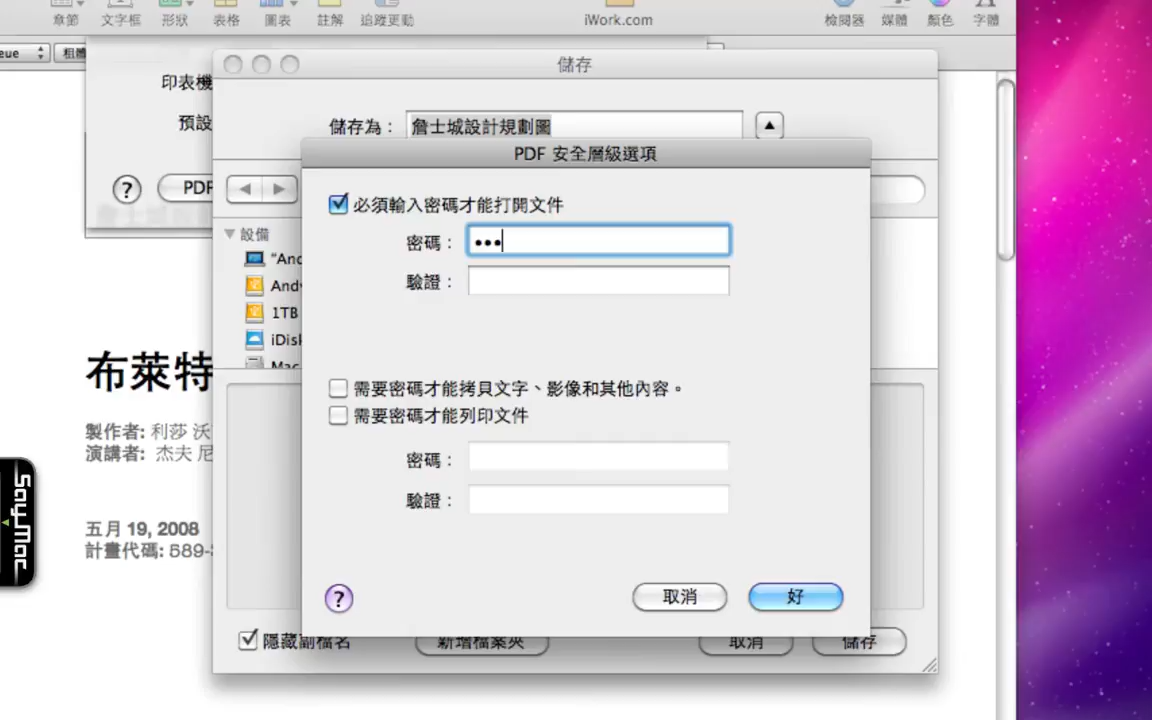 章節 文字框 形狀 表格 圖表 註解 追蹤更動 iWork.com 檢閱器 媒體 顏色 字體
eue 粗體
儲存
印表機
預設
儲存為： 詹士城設計規劃圖
PDF 安全層級選項
? PDF
必須輸入密碼才能打開文件
密碼： •••
驗證：
設備
“And
Andy
1TB
iDisk
Mac
布萊特
需要密碼才能拷貝文字、影像和其他內容。
需要密碼才能列印文件
製作者: 利莎 沃
演講者: 杰夫 尼
密碼：
驗證：
SayMac
五月 19, 2008
計畫代碼: 589-
? 取消 好
隱藏副檔名 新增檔案夾 取消 儲存